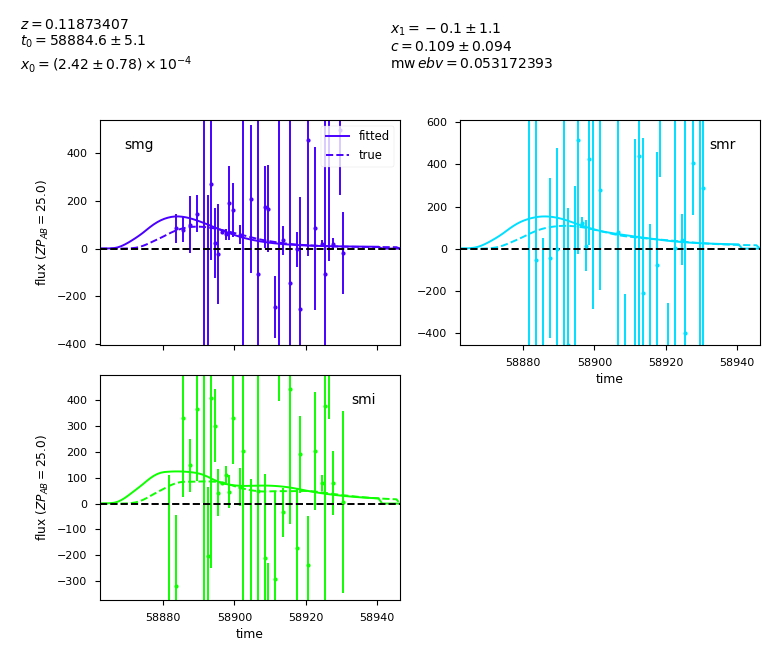 z = 0.11873407
t₀ = 58884.6 ± 5.1
x₀ = (2.42 ± 0.78) × 10⁻⁴
x₁ = −0.1 ± 1.1
c = 0.109 ± 0.094
mw ebv = 0.053172393
smg
fitted
true
flux (ZP_AB = 25.0)
400
200
0
−200
−400
smr
600
400
200
0
−200
−400
58880 58900 58920 58940
time
smi
flux (ZP_AB = 25.0)
400
300
200
100
0
−100
−200
−300
58880 58900 58920 58940
time